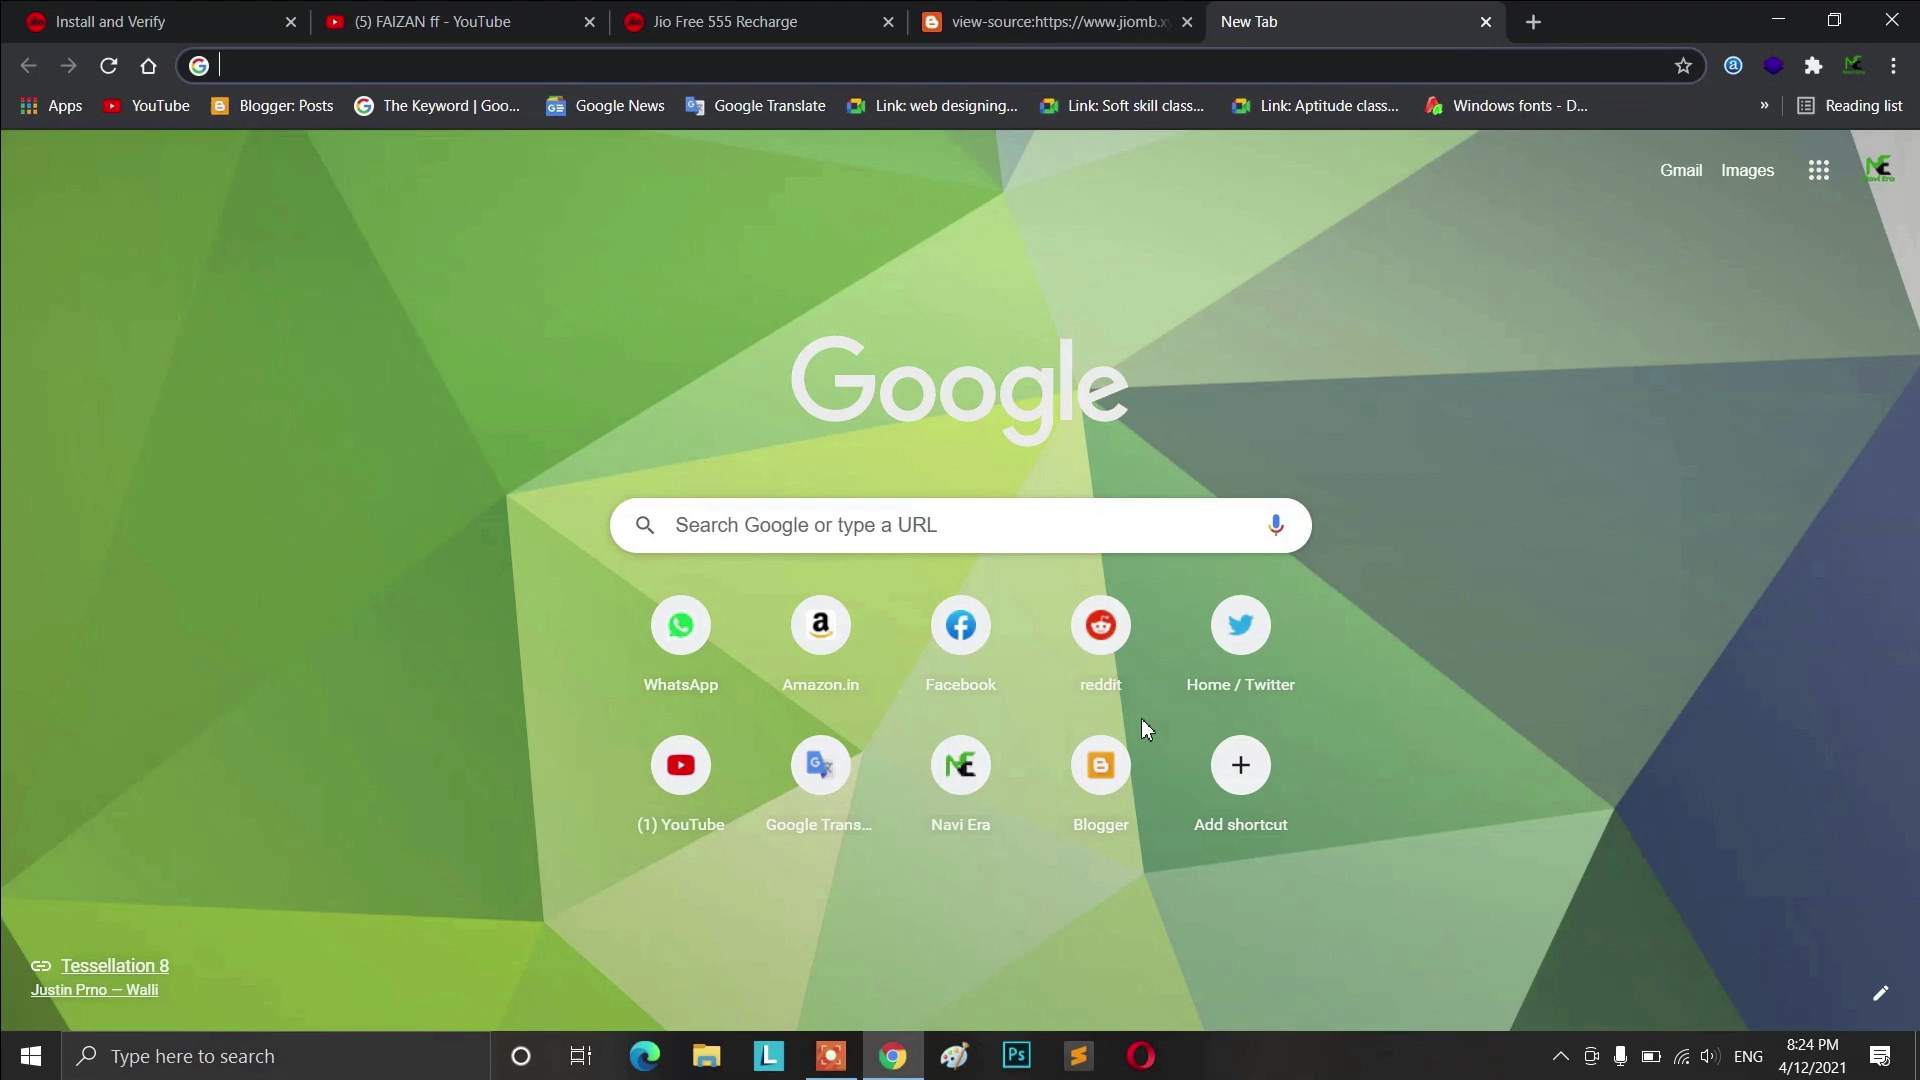 Install and Verify
(5) FAIZAN ff - YouTube
Jio Free 555 Recharge
view-source:https://www.jiomb.x
New Tab
Apps
YouTube
Blogger: Posts
The Keyword | Goo...
Google News
Google Translate
Link: web designing...
Link: Soft skill class...
Link: Aptitude class...
Windows fonts - D...
»
Reading list
Gmail
Images
Google
Search Google or type a URL
WhatsApp
Amazon.in
Facebook
reddit
Home / Twitter
(1) YouTube
Google Trans...
Navi Era
Blogger
Add shortcut
Tessellation 8
Justin Prno — Walli
Type here to search
L
Ps
ENG
8:24 PM
4/12/2021